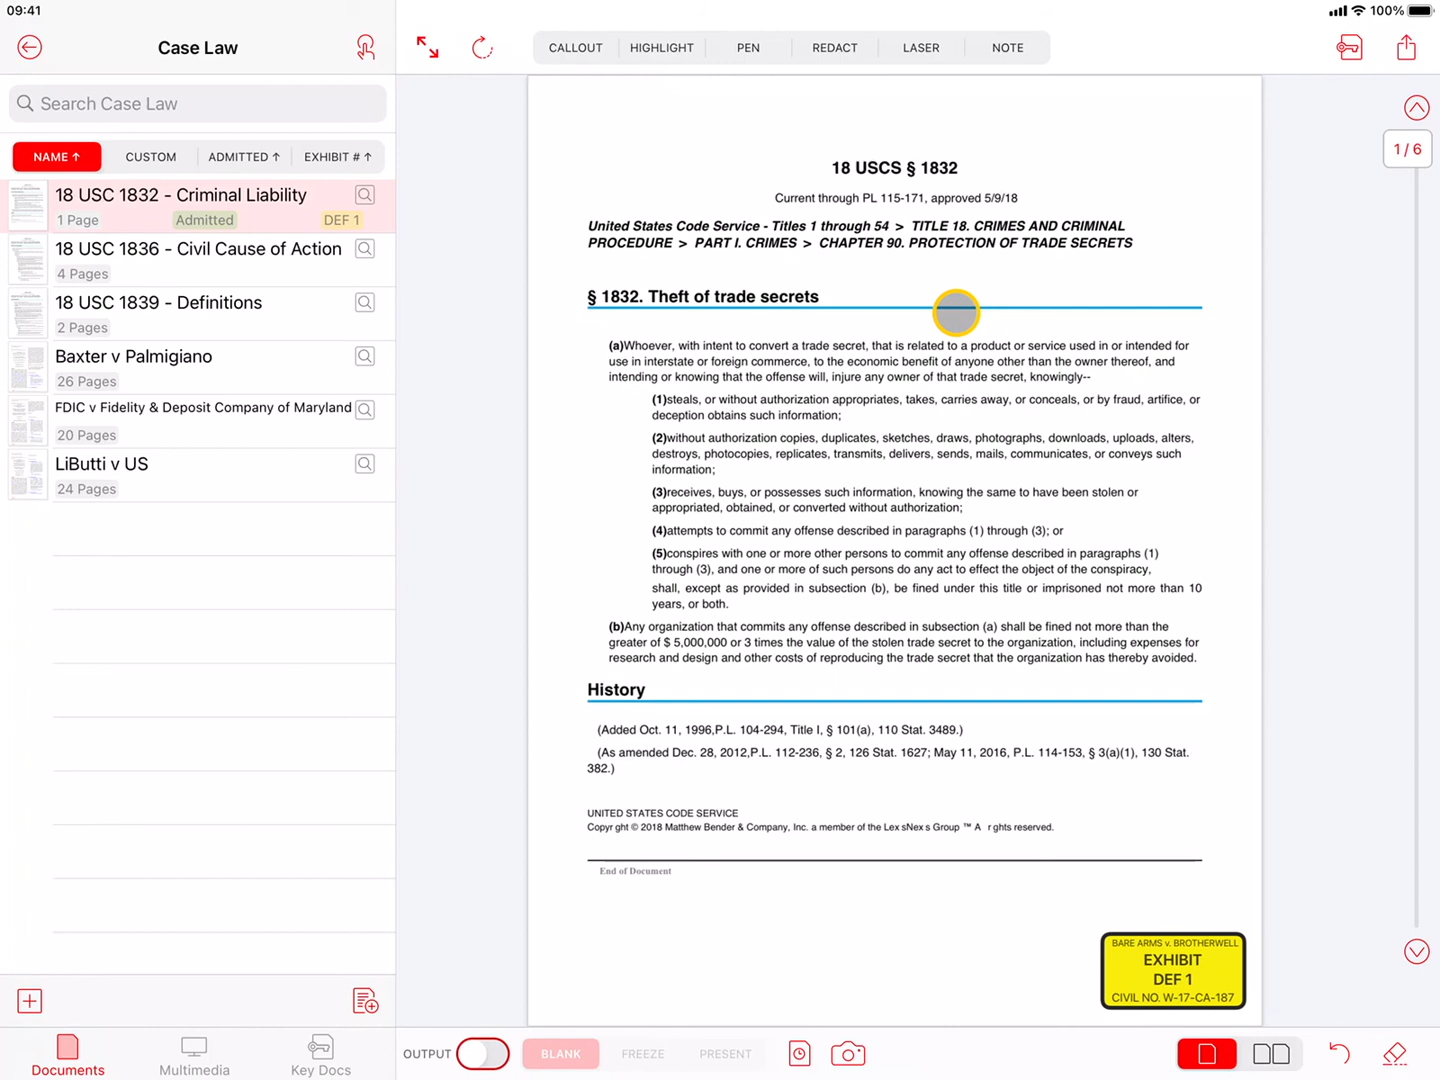 09:41
100%
Case Law
CALLOUT
HIGHLIGHT
PEN
REDACT
LASER
NOTE
Search Case Law
NAME ↑
CUSTOM
ADMITTED ↑
EXHIBIT # ↑
18 USC 1832 - Criminal Liability
1 Page
Admitted
DEF 1
18 USC 1836 - Civil Cause of Action
4 Pages
18 USC 1839 - Definitions
2 Pages
Baxter v Palmigiano
26 Pages
FDIC v Fidelity & Deposit Company of Maryland
20 Pages
LiButti v US
24 Pages
1 / 6
18 USCS § 1832
Current through PL 115-171, approved 5/9/18
United States Code Service - Titles 1 through 54 > TITLE 18. CRIMES AND CRIMINAL
PROCEDURE > PART I. CRIMES > CHAPTER 90. PROTECTION OF TRADE SECRETS
§ 1832. Theft of trade secrets
(a)Whoever, with intent to convert a trade secret, that is related to a product or service used in or intended for
use in interstate or foreign commerce, to the economic benefit of anyone other than the owner thereof, and
intending or knowing that the offense will, injure any owner of that trade secret, knowingly--
(1)steals, or without authorization appropriates, takes, carries away, or conceals, or by fraud, artifice, or
deception obtains such information;
(2)without authorization copies, duplicates, sketches, draws, photographs, downloads, uploads, alters,
destroys, photocopies, replicates, transmits, delivers, sends, mails, communicates, or conveys such
information;
(3)receives, buys, or possesses such information, knowing the same to have been stolen or
appropriated, obtained, or converted without authorization;
(4)attempts to commit any offense described in paragraphs (1) through (3); or
(5)conspires with one or more other persons to commit any offense described in paragraphs (1)
through (3), and one or more of such persons do any act to effect the object of the conspiracy,
shall, except as provided in subsection (b), be fined under this title or imprisoned not more than 10
years, or both.
(b)Any organization that commits any offense described in subsection (a) shall be fined not more than the
greater of $ 5,000,000 or 3 times the value of the stolen trade secret to the organization, including expenses for
research and design and other costs of reproducing the trade secret that the organization has thereby avoided.
History
(Added Oct. 11, 1996,P.L. 104-294, Title I, § 101(a), 110 Stat. 3489.)
(As amended Dec. 28, 2012,P.L. 112-236, § 2, 126 Stat. 1627; May 11, 2016, P.L. 114-153, § 3(a)(1), 130 Stat.
382.)
UNITED STATES CODE SERVICE
Copyr ght © 2018 Matthew Bender & Company, Inc. a member of the Lex sNex s Group ™ A r ghts reserved.
End of Document
BARE ARMS v. BROTHERWELL
EXHIBIT
DEF 1
CIVIL NO. W-17-CA-187
Documents
Multimedia
Key Docs
OUTPUT
BLANK
FREEZE
PRESENT